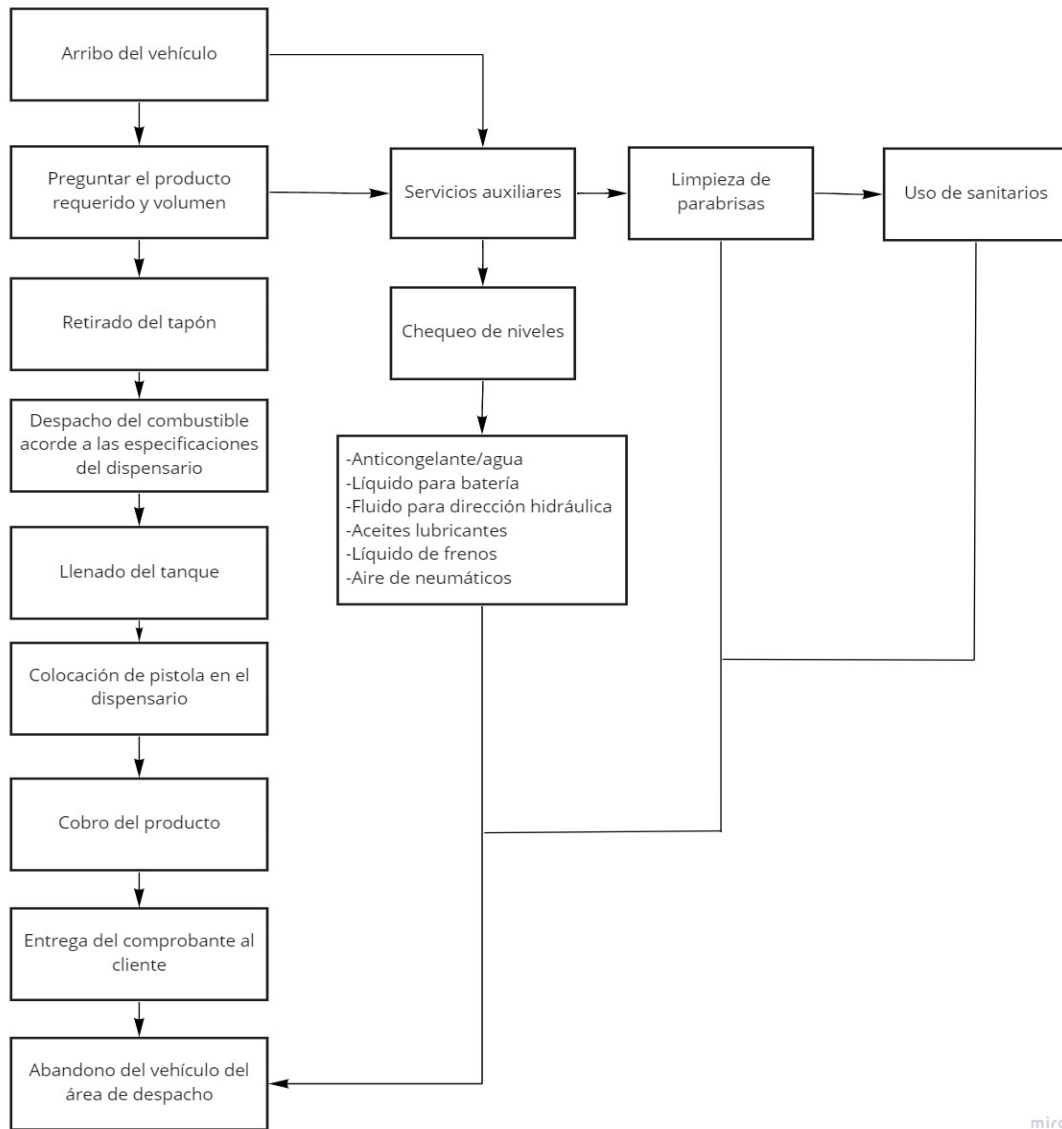 Arribo del vehículo
Preguntar el producto
requerido y volumen
Servicios auxiliares
Limpieza de
parabrisas
Uso de sanitarios
Retirado del tapón
Chequeo de niveles
Despacho del combustible
acorde a las especificaciones
del dispensario
-Anticongelante/agua
-Líquido para batería
-Fluido para dirección hidráulica
-Aceites lubricantes
-Líquido de frenos
-Aire de neumáticos
Llenado del tanque
Colocación de pistola en el
dispensario
Cobro del producto
Entrega del comprobante al
cliente
Abandono del vehículo del
área de despacho